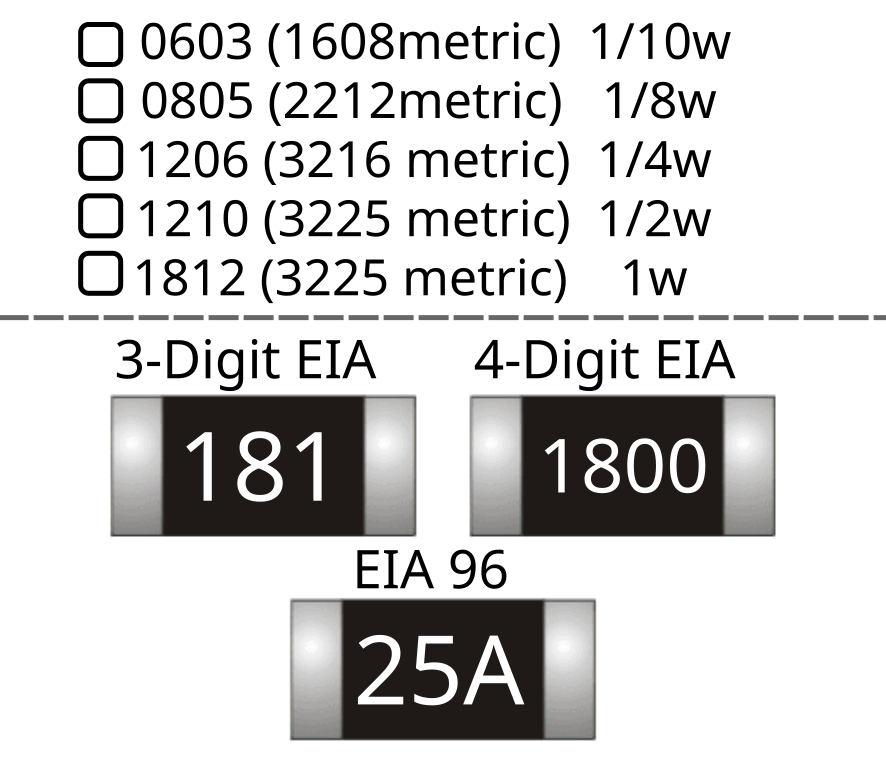 0603 (1608metric) 1/10w
0805 (2212metric) 1/8w
1206 (3216 metric) 1/4w
1210 (3225 metric) 1/2w
1812 (3225 metric) 1w
3-Digit EIA 4-Digit EIA
181 1800
EIA 96
25A